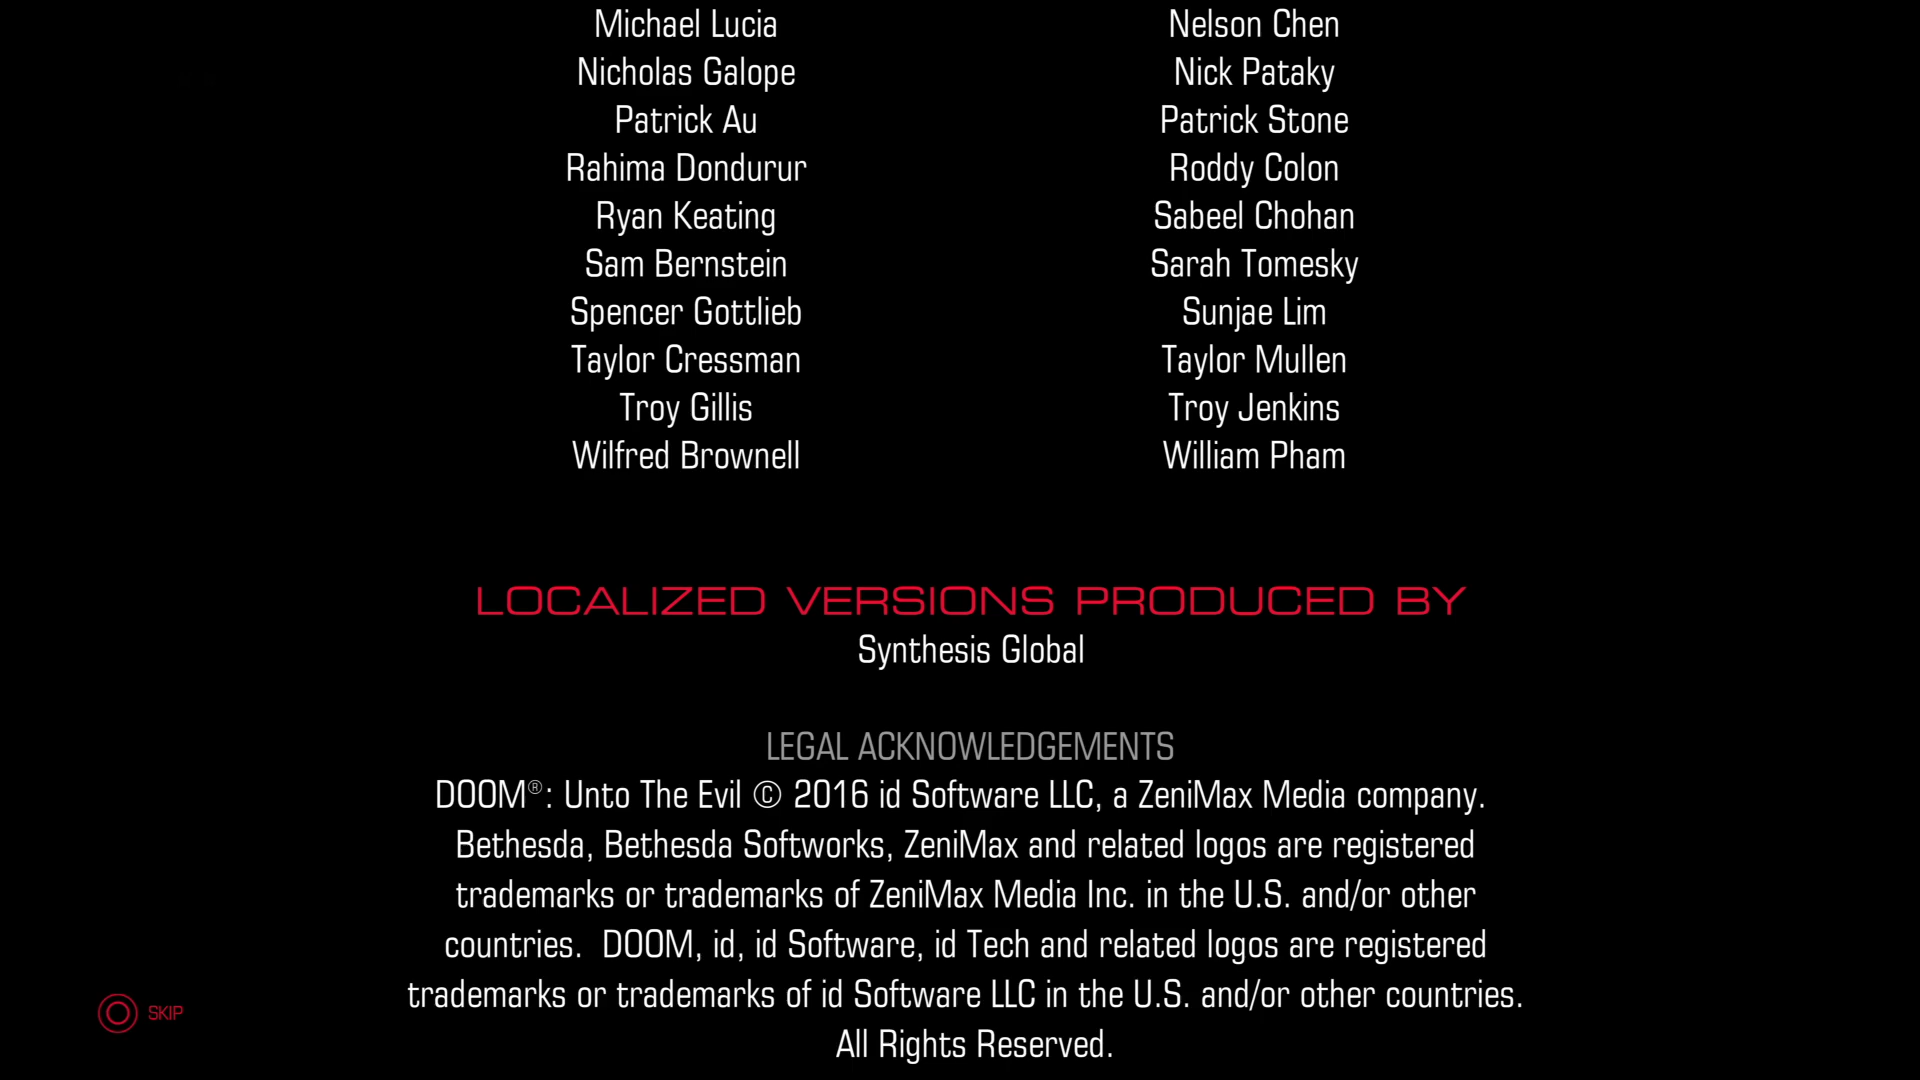 Michael Lucia
Nelson Chen
Nicholas Galope
Nick Pataky
Patrick Au
Patrick Stone
Rahima Dondurur
Roddy Colon
Ryan Keating
Sabeel Chohan
Sam Bernstein
Sarah Tomesky
Spencer Gottlieb
Sunjae Lim
Taylor Cressman
Taylor Mullen
Troy Gillis
Troy Jenkins
Wilfred Brownell
William Pham
LOCALIZED VERSIONS PRODUCED BY
Synthesis Global
LEGAL ACKNOWLEDGEMENTS
DOOM®: Unto The Evil © 2016 id Software LLC, a ZeniMax Media company.
Bethesda, Bethesda Softworks, ZeniMax and related logos are registered
trademarks or trademarks of ZeniMax Media Inc. in the U.S. and/or other
countries.  DOOM, id, id Software, id Tech and related logos are registered
trademarks or trademarks of id Software LLC in the U.S. and/or other countries.
All Rights Reserved.
SKIP